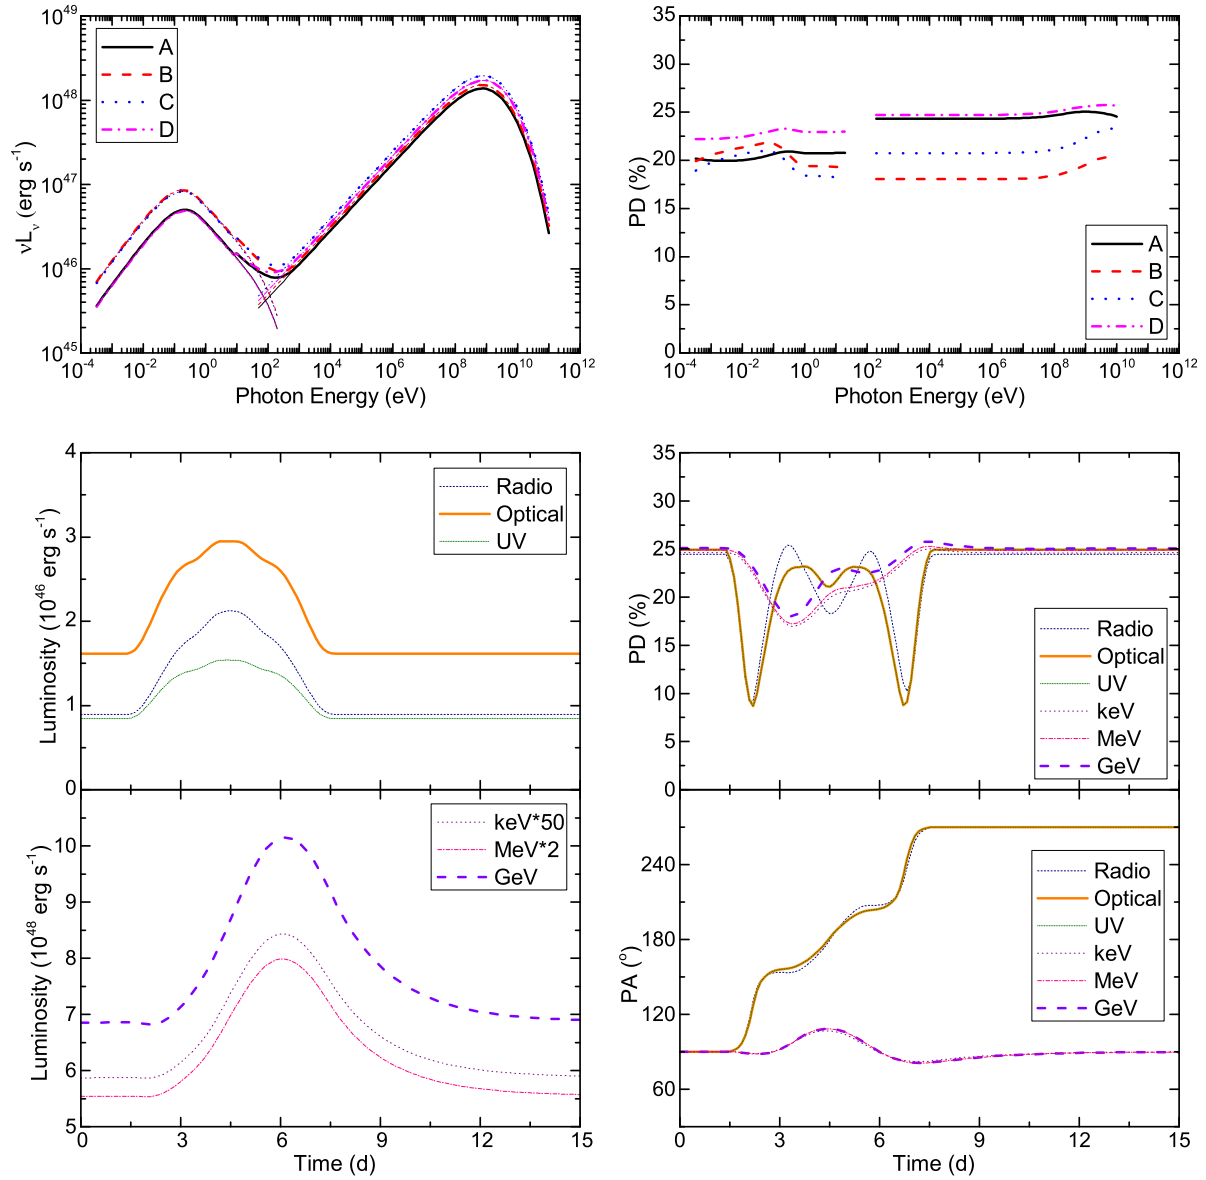 10^49
10^48
10^47
10^46
10^45
νL_ν (erg s^-1)
A
B
C
D
10^-4 10^-2 10^0 10^2 10^4 10^6 10^8 10^10 10^12
Photon Energy (eV)
35
30
25
20
15
10
5
0
PD (%)
A
B
C
D
10^-4 10^-2 10^0 10^2 10^4 10^6 10^8 10^10 10^12
Photon Energy (eV)
4
3
2
1
0
Luminosity (10^46 erg s^-1)
Radio
Optical
UV
10
9
8
7
6
5
Luminosity (10^48 erg s^-1)
keV*50
MeV*2
GeV
0 3 6 9 12 15
Time (d)
35
30
25
20
15
10
5
0
PD (%)
Radio
Optical
UV
keV
MeV
GeV
240
180
120
60
PA (°)
Radio
Optical
UV
keV
MeV
GeV
0 3 6 9 12 15
Time (d)